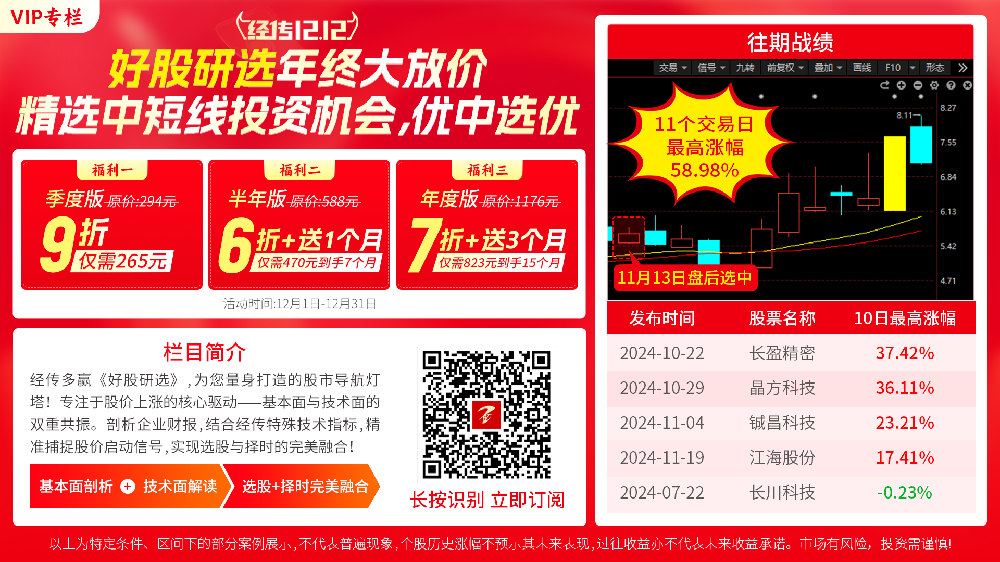 VIP专栏
经传12.12
好股研选年终大放价
精选中短线投资机会,优中选优
福利一
季度版 原价:294元
9折
仅需265元
福利二
半年版 原价:588元
6折+送1个月
仅需470元到手7个月
福利三
年度版 原价:1176元
7折+送3个月
仅需823元到手15个月
活动时间:12月1日-12月31日
栏目简介
经传多赢《好股研选》,为您量身打造的股市导航灯
塔！专注于股价上涨的核心驱动——基本面与技术面的
双重共振。剖析企业财报,结合经传特殊技术指标,精
准捕捉股价启动信号,实现选股与择时的完美融合！
基本面剖析 + 技术面解读 选股+择时完美融合
长按识别 立即订阅
往期战绩
交易 信号 九转 前复权 叠加 画线 F10 形态 »
11个交易日
最高涨幅
58.98%
8.11
8.27
7.55
6.84
6.13
5.42
4.71
11月13日盘后选中
发布时间 股票名称 10日最高涨幅
2024-10-22 长盈精密 37.42%
2024-10-29 晶方科技 36.11%
2024-11-04 铖昌科技 23.21%
2024-11-19 江海股份 17.41%
2024-07-22 长川科技 -0.23%
以上为特定条件、区间下的部分案例展示,不代表普遍现象,个股历史涨幅不预示其未来表现,过往收益亦不代表未来收益承诺。市场有风险，投资需谨慎!